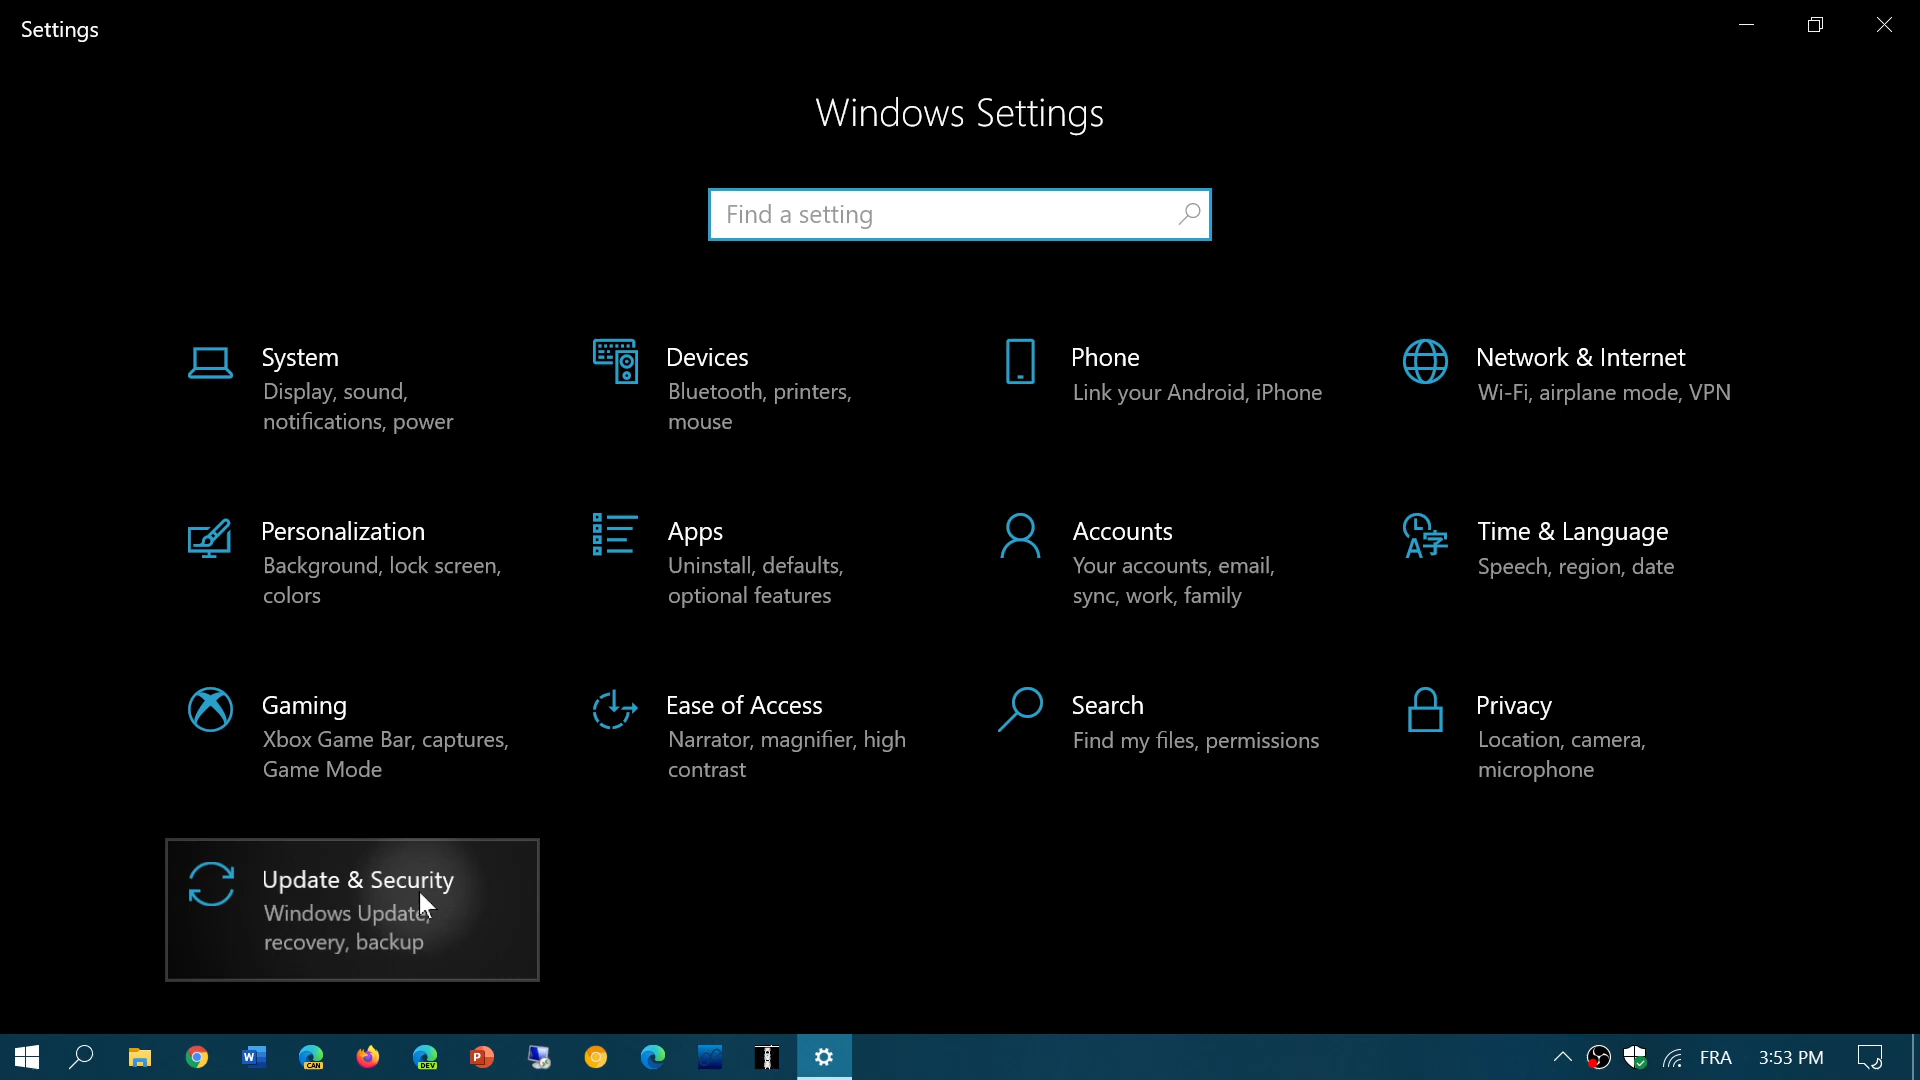 Settings
Windows Settings
Find a setting
System
Display, sound,
notifications, power
Devices
Bluetooth, printers,
mouse
Phone
Link your Android, iPhone
Network & Internet
Wi-Fi, airplane mode, VPN
Personalization
Background, lock screen,
colors
Apps
Uninstall, defaults,
optional features
Accounts
Your accounts, email,
sync, work, family
Time & Language
Speech, region, date
Gaming
Xbox Game Bar, captures,
Game Mode
Ease of Access
Narrator, magnifier, high
contrast
Search
Find my files, permissions
Privacy
Location, camera,
microphone
Update & Security
Windows Update,
recovery, backup
CAN
DEV
FRA
3:53 PM